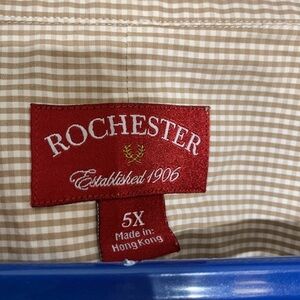 ROCHESTER
Established 1906
5X
Made in:
Hong Kong